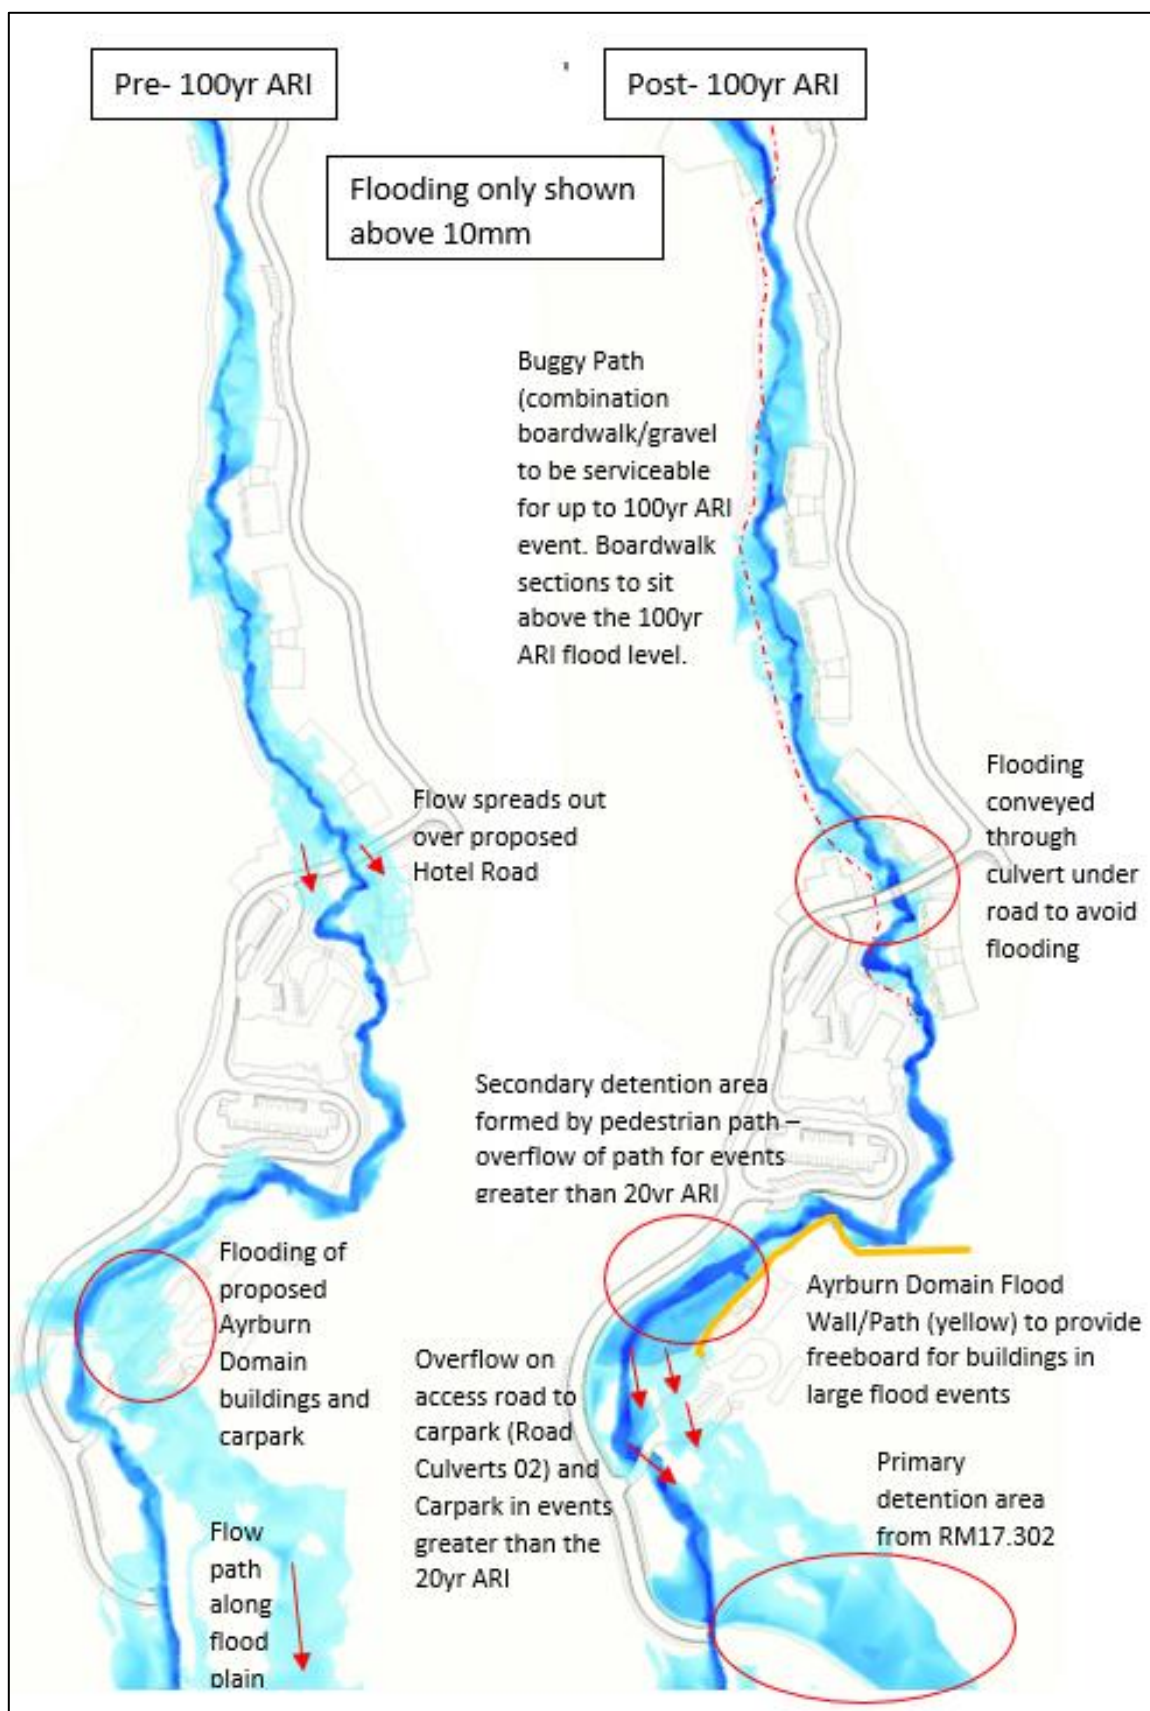 Pre- 100yr ARI
Post- 100yr ARI
Flooding only shown
above 10mm
Buggy Path
(combination
boardwalk/gravel
to be serviceable
for up to 100yr ARI
event. Boardwalk
sections to sit
above the 100yr
ARI flood level.
Flow spreads out
over proposed
Hotel Road
Flooding
conveyed
through
culvert under
road to avoid
flooding
Secondary detention area
formed by pedestrian path –
overflow of path for events
greater than 20yr ARI
Flooding of
proposed
Ayrburn
Domain
buildings and
carpark
Ayrburn Domain Flood
Wall/Path (yellow) to provide
freeboard for buildings in
large flood events
Overflow on
access road to
carpark (Road
Culverts 02) and
Carpark in events
greater than the
20yr ARI
Primary
detention area
from RM17.302
Flow
path
along
flood
plain